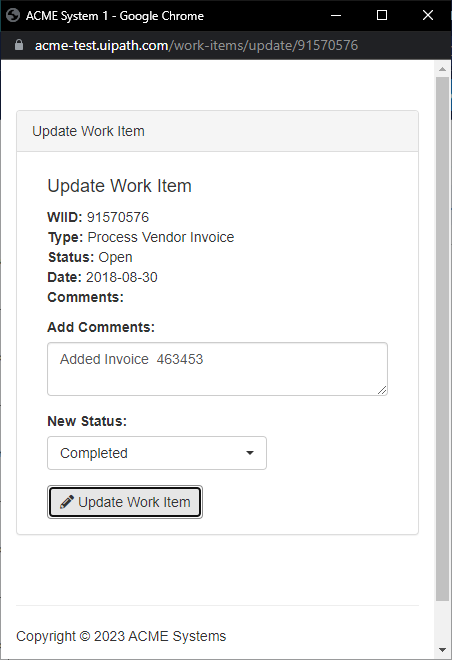 ACME System 1 - Google Chrome
acme-test.uipath.com/work-items/update/91570576
Update Work Item
Update Work Item
WIID: 91570576
Type: Process Vendor Invoice
Status: Open
Date: 2018-08-30
Comments:
Add Comments:
Added Invoice  463453
New Status:
Completed
Update Work Item
Copyright © 2023 ACME Systems